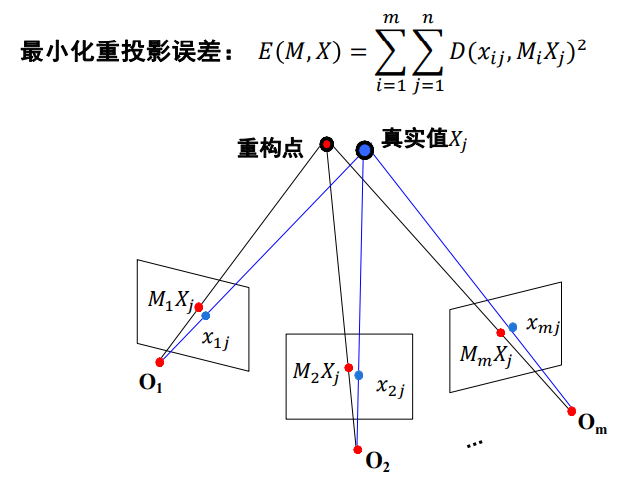 最小化重投影误差： $E(M,X) = \sum_{i=1}^{m}\sum_{j=1}^{n} D(x_{ij}, M_iX_j)^2$
重构点 真实值$X_j$
$M_1X_j$ $x_{1j}$
$M_2X_j$ $x_{2j}$
$M_mX_j$ $x_{mj}$
$O_1$ $O_2$ ... $O_m$